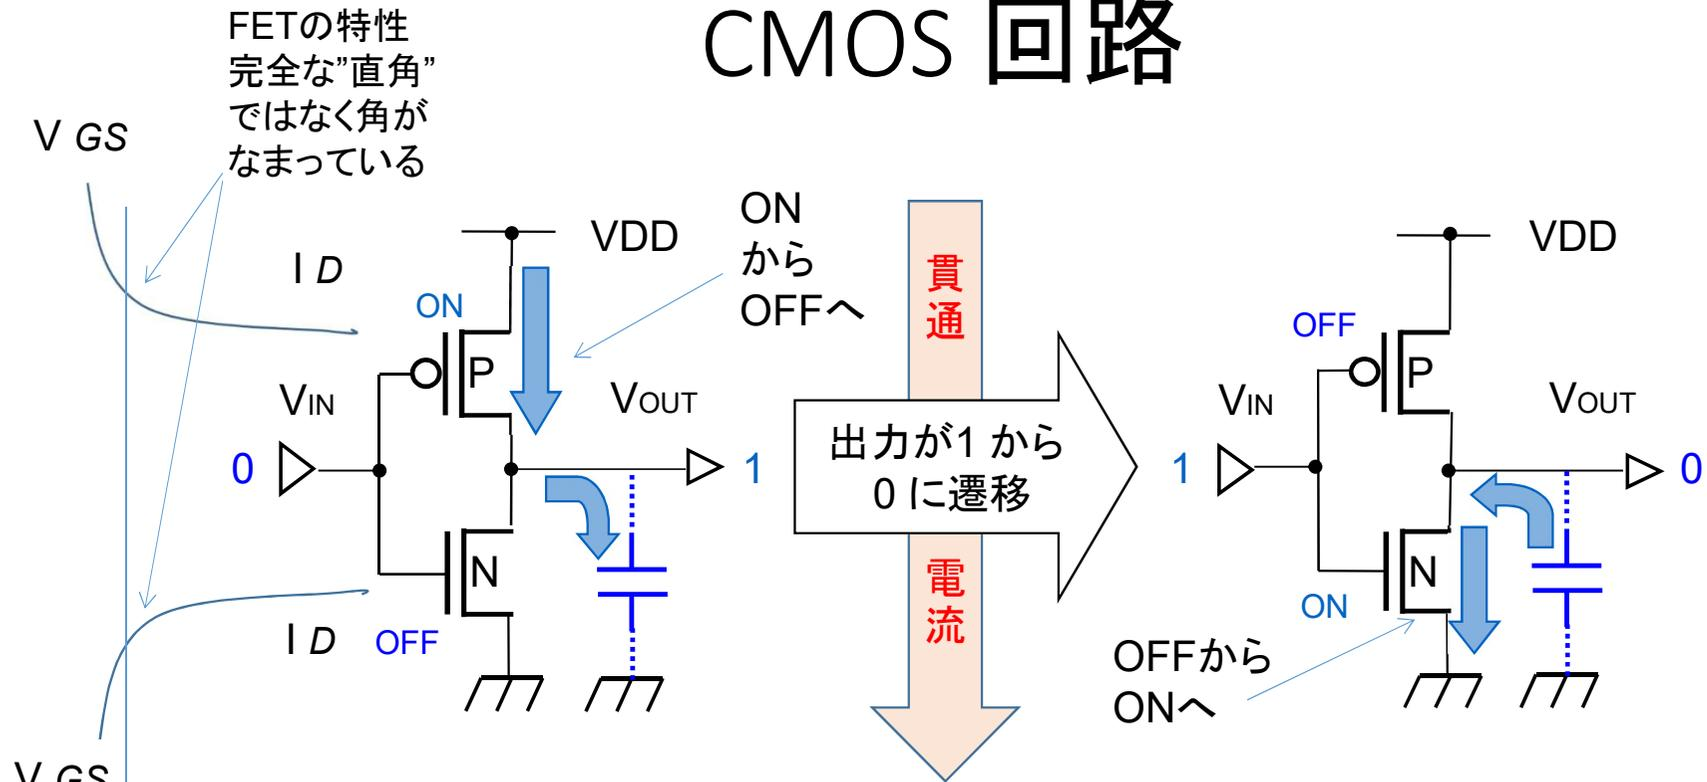 CMOS 回路
FETの特性
完全な”直角”
ではなく角が
なまっている
V GS
I D
ON
P
VDD
ON
から
OFFへ
VIN
0
VOUT
1
N
OFF
I D
V GS
貫
通
出力が1 から
0 に遷移
電
流
VDD
OFF
P
VIN
1
VOUT
0
N
ON
OFFから
ONへ